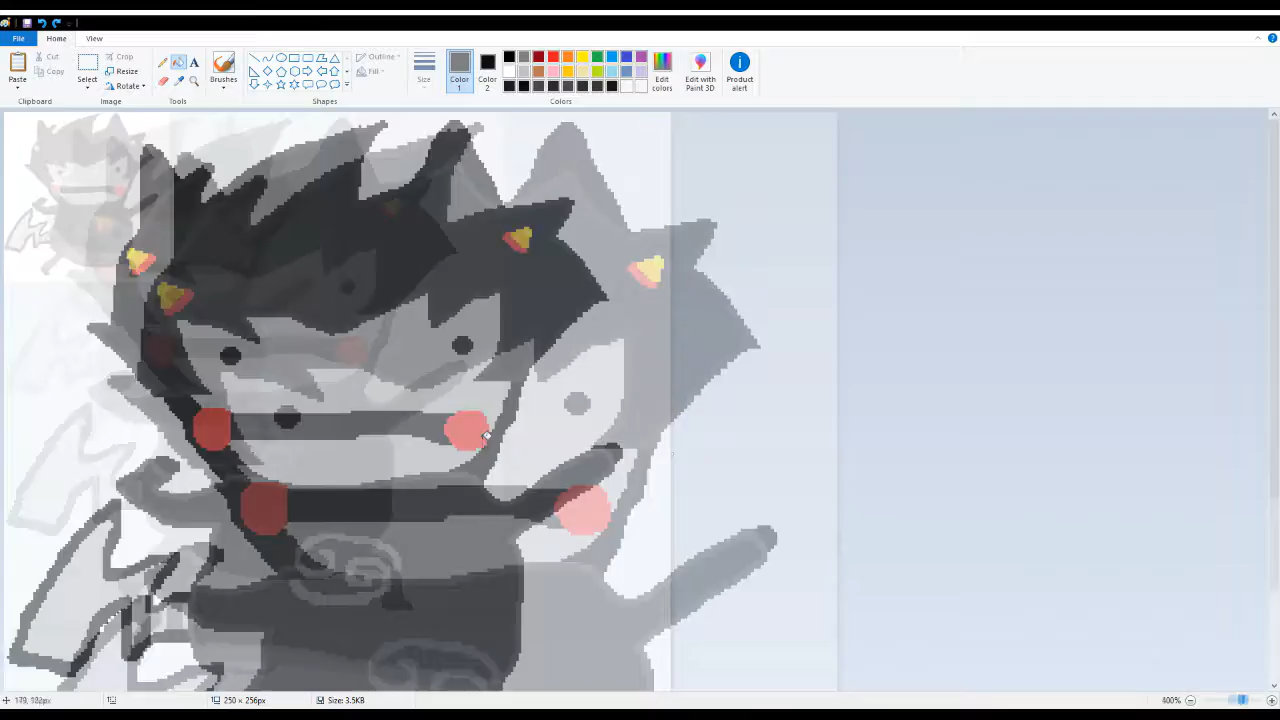 File Home View
Cut Crop Outline
Copy Resize Fill Edit with Product
Paste Select Rotate Brushes Size Color 1 Color 2 Edit colors Paint 3D alert
Clipboard Image Tools Shapes Colors
250 × 256px Size: 3.5KB